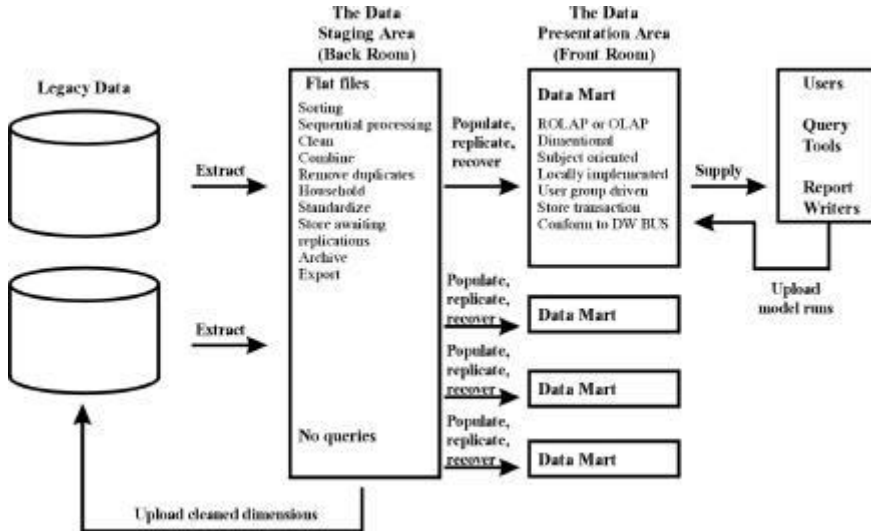 The Data
Staging Area
(Back Room)
The Data
Presentation Area
(Front Room)
Legacy Data
Extract
Extract
Flat files
Sorting
Sequential processing
Clean
Combine
Remove duplicates
Household
Standardize
Store awaiting
replications
Archive
Export
No queries
Populate,
replicate,
recover
Populate,
replicate,
recover
Populate,
replicate,
recover
Populate,
replicate,
recover
Data Mart
ROLAP or OLAP
Dimentional
Subject oriented
Locally implemented
User group driven
Store transaction
Conform to DW BUS
Data Mart
Data Mart
Data Mart
Supply
Users
Query
Tools
Report
Writers
Upload
model runs
Upload cleaned dimensions